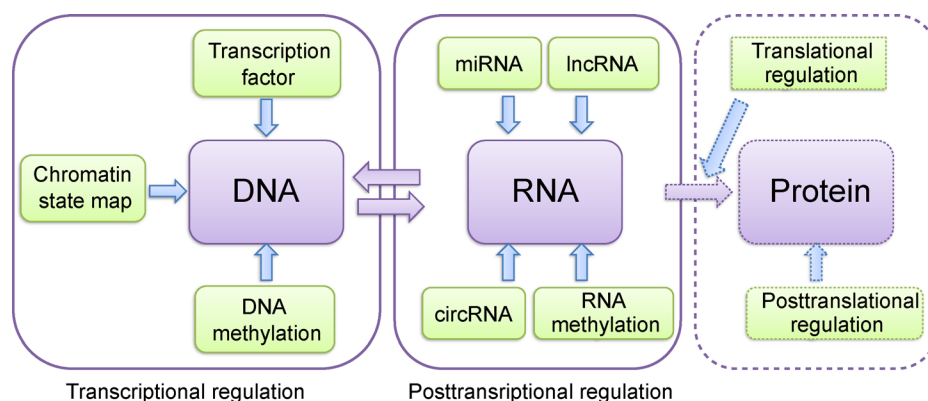 Transcription
factor
Chromatin
state map
DNA
DNA
methylation
Transcriptional regulation
miRNA
lncRNA
RNA
circRNA
RNA
methylation
Posttransriptional regulation
Translational
regulation
Protein
Posttranslational
regulation